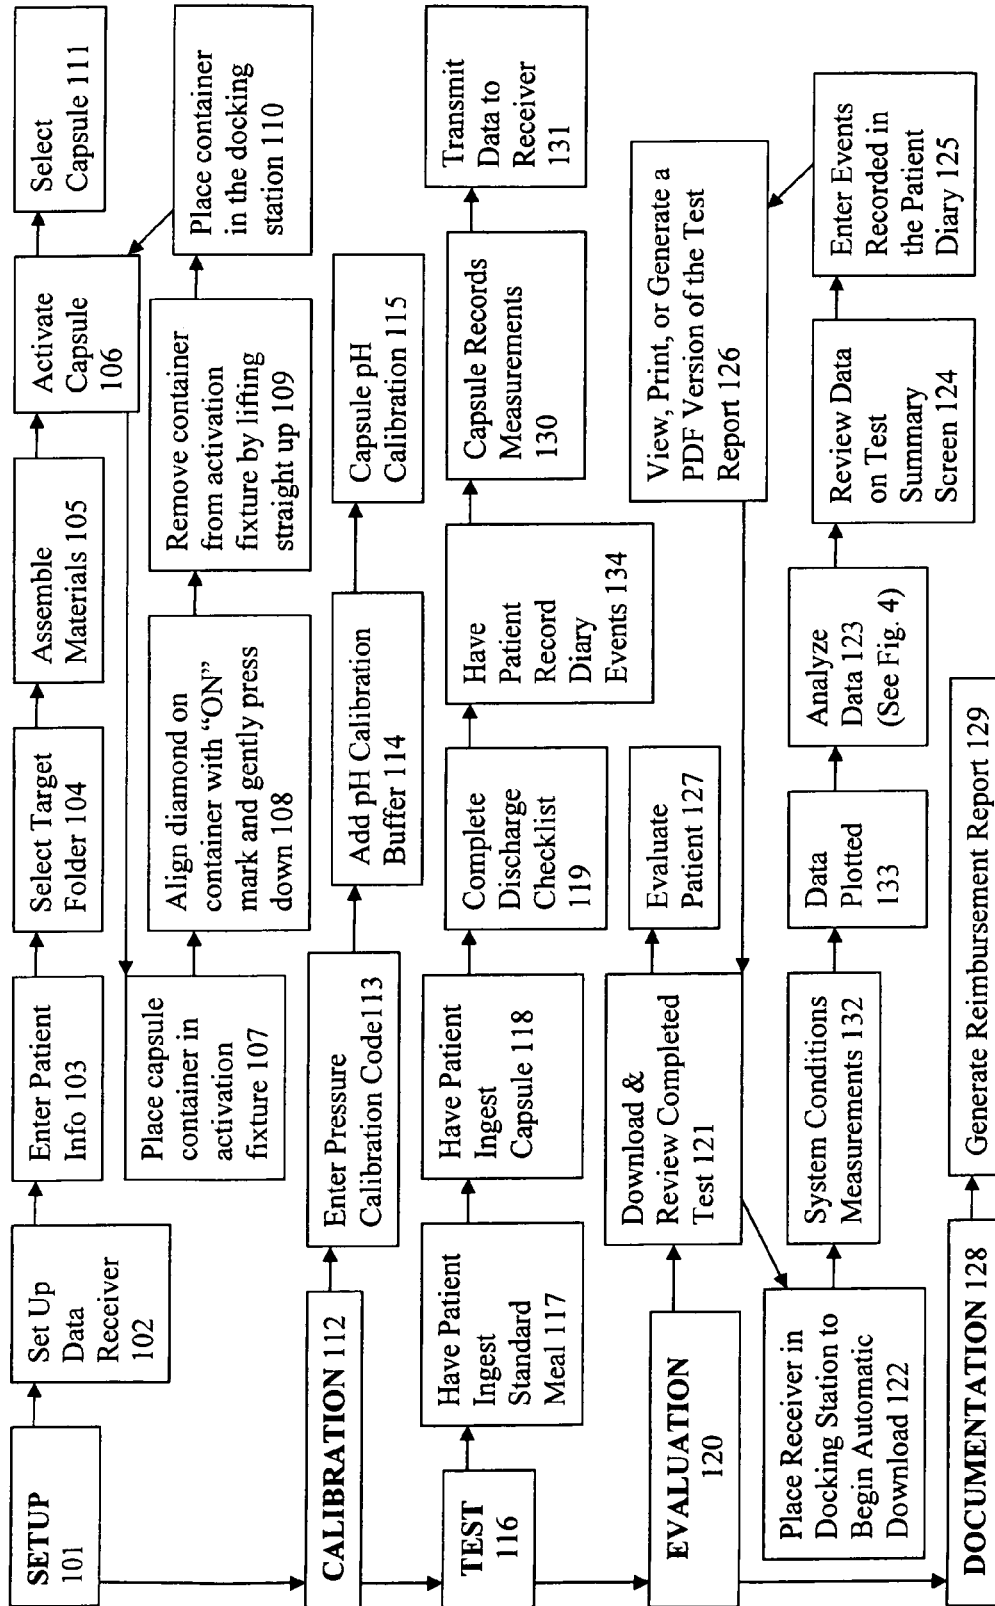 SETUP
101
Set Up
Data
Receiver
102
Enter Patient
Info 103
Select Target
Folder 104
Assemble
Materials 105
Activate
Capsule
106
Select
Capsule 111
Place capsule
container in
activation
fixture 107
Align diamond on
container with “ON”
mark and gently press
down 108
Remove container
from activation
fixture by lifting
straight up 109
Place container
in the docking
station 110
CALIBRATION 112
Enter Pressure
Calibration Code113
Add pH Calibration
Buffer 114
Capsule pH
Calibration 115
TEST
116
Have Patient
Ingest
Standard
Meal 117
Have Patient
Ingest
Capsule 118
Complete
Discharge
Checklist
119
Have
Patient
Record
Diary
Events 134
Capsule Records
Measurements
130
Transmit
Data to
Receiver
131
EVALUATION
120
Download &
Review Completed
Test 121
Evaluate
Patient 127
View, Print, or Generate a
PDF Version of the Test
Report 126
Place Receiver in
Docking Station to
Begin Automatic
Download 122
System Conditions
Measurements 132
Data
Plotted
133
Analyze
Data 123
(See Fig. 4)
Review Data
on Test
Summary
Screen 124
Enter Events
Recorded in
the Patient
Diary 125
DOCUMENTATION 128
Generate Reimbursement Report 129